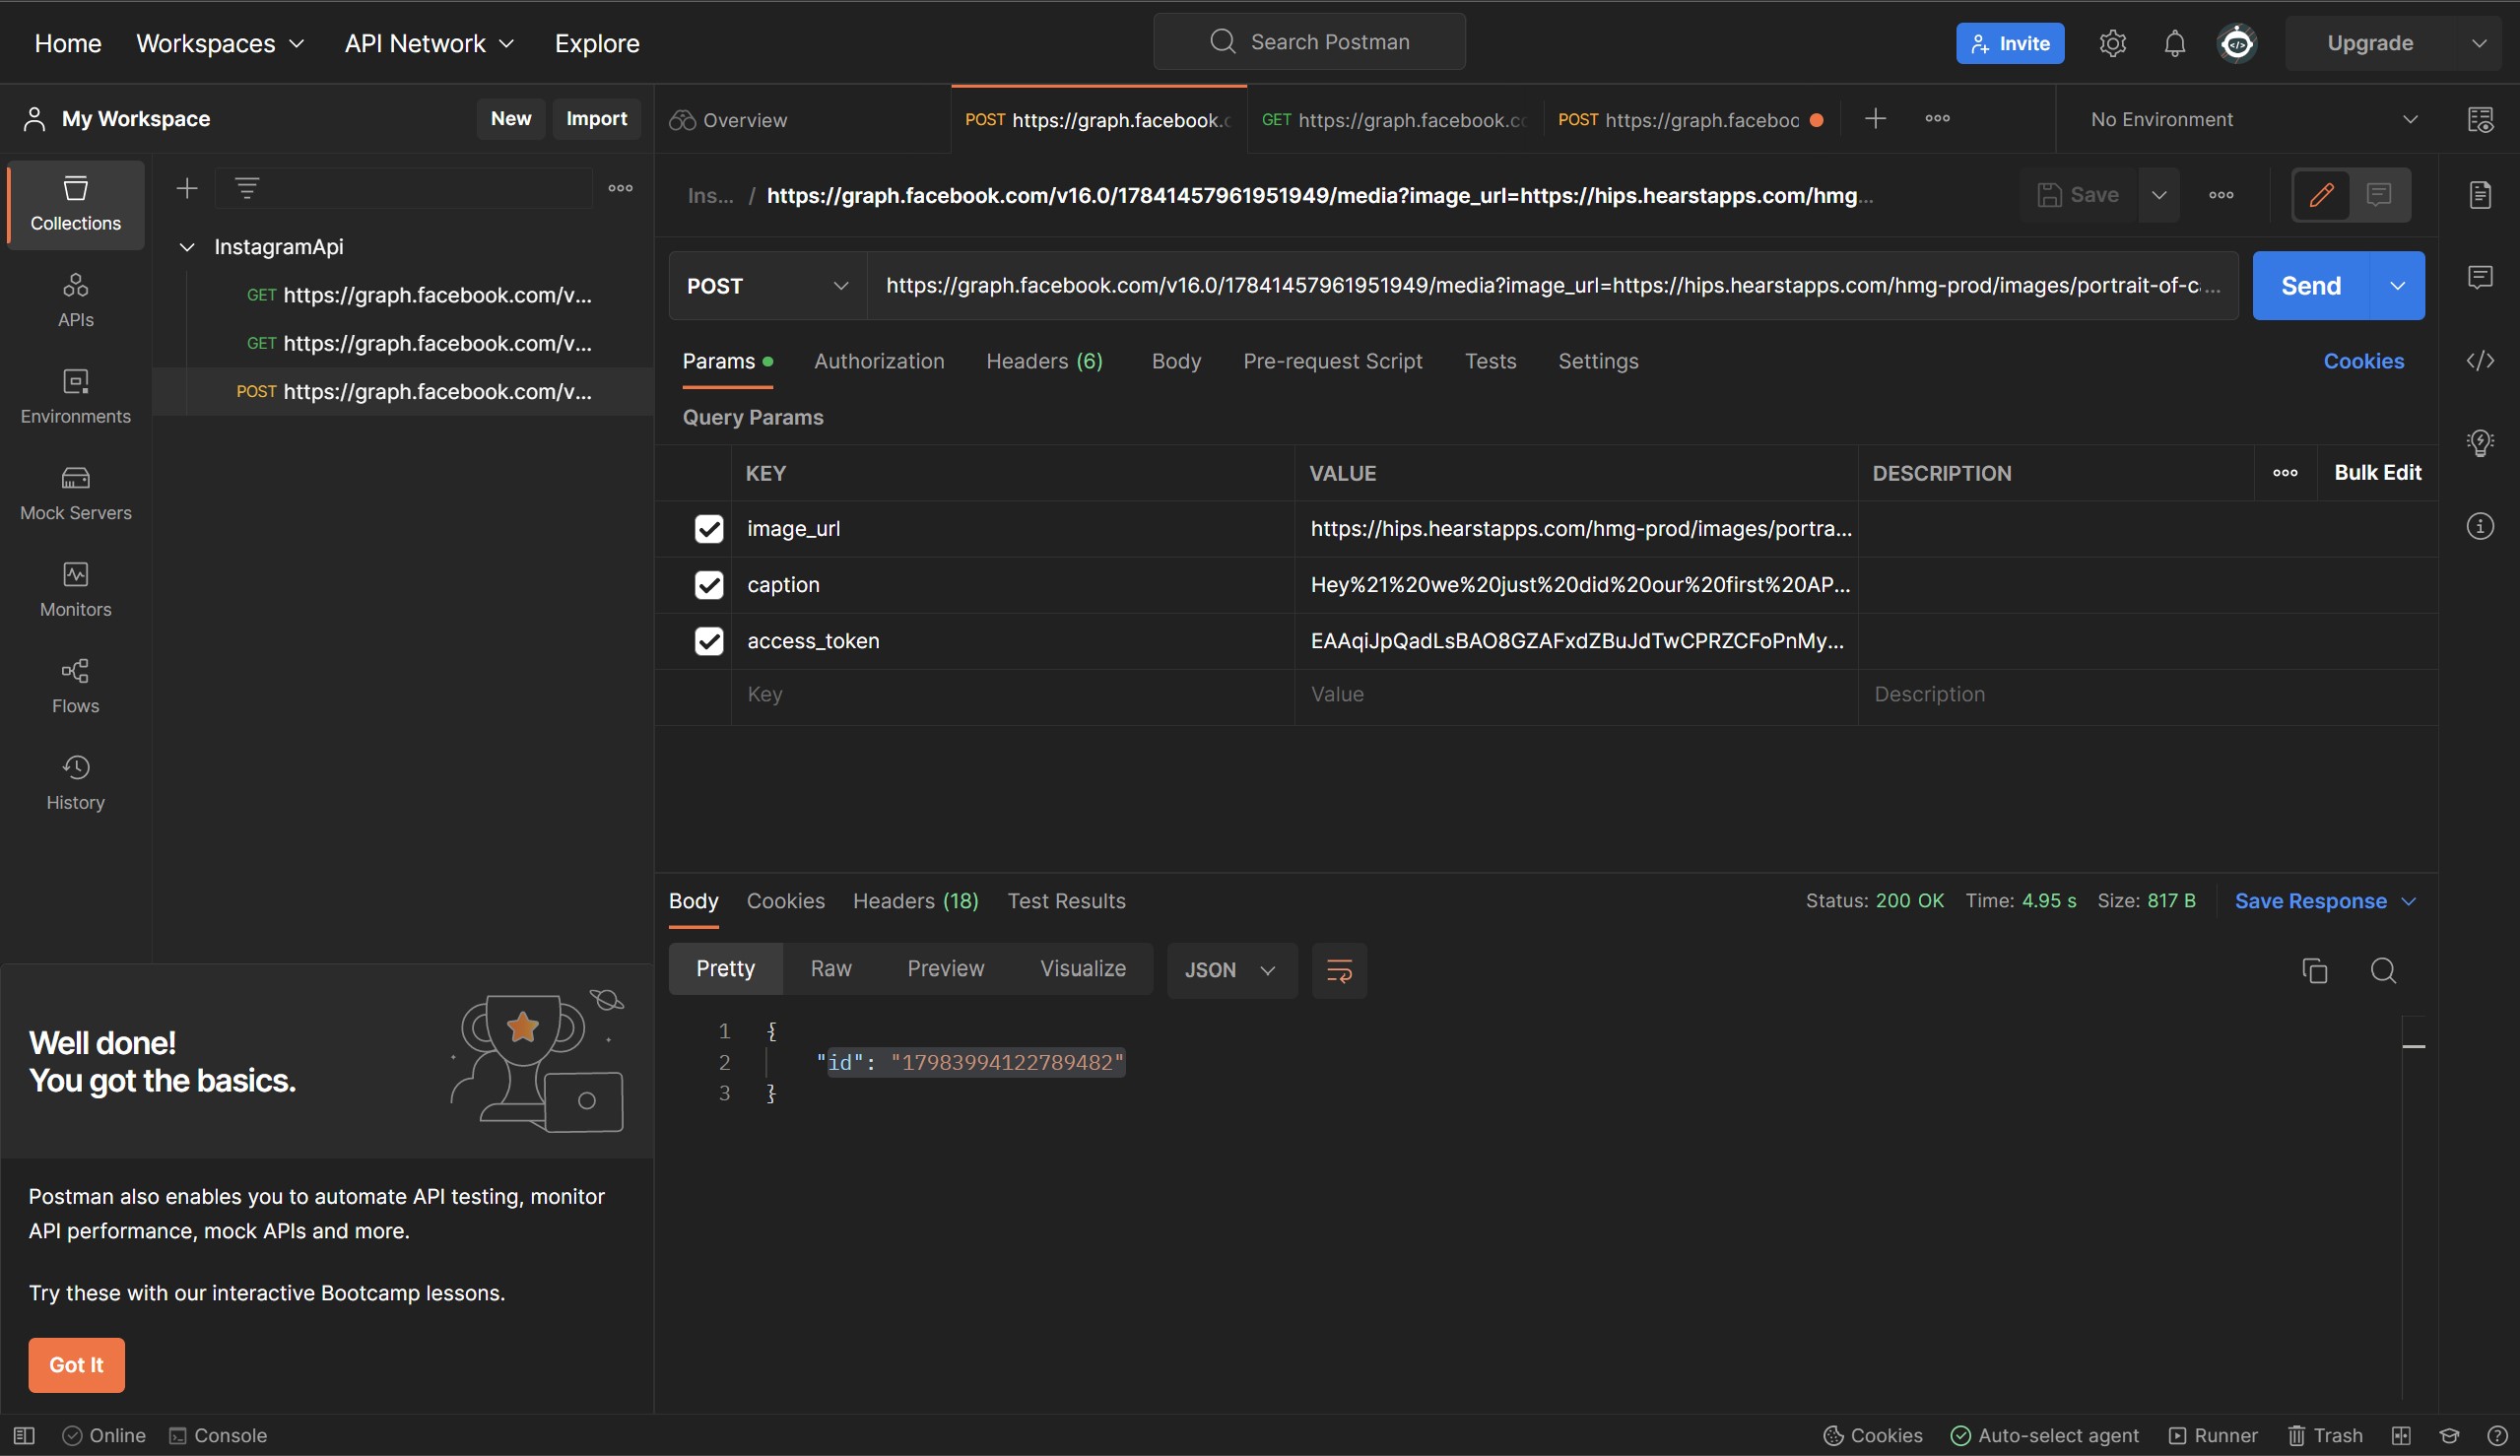 Home Workspaces API Network Explore Search Postman Invite Upgrade
My Workspace New Import Overview POST https://graph.facebook.c GET https://graph.facebook.cc POST https://graph.faceboo No Environment
Collections
APIs
Environments
Mock Servers
Monitors
Flows
History
InstagramApi
GET https://graph.facebook.com/v...
GET https://graph.facebook.com/v...
POST https://graph.facebook.com/v...
Ins... / https://graph.facebook.com/v16.0/17841457961951949/media?image_url=https://hips.hearstapps.com/hmg... Save
POST https://graph.facebook.com/v16.0/17841457961951949/media?image_url=https://hips.hearstapps.com/hmg-prod/images/portrait-of-c... Send
Params Authorization Headers (6) Body Pre-request Script Tests Settings Cookies
Query Params
KEY VALUE DESCRIPTION Bulk Edit
image_url https://hips.hearstapps.com/hmg-prod/images/portra...
caption Hey%21%20we%20just%20did%20our%20first%20AP...
access_token EAAqiJpQadLsBAO8GZAFxdZBuJdTwCPRZCFoPnMy...
Key Value Description
Body Cookies Headers (18) Test Results Status: 200 OK Time: 4.95 s Size: 817 B Save Response
Pretty Raw Preview Visualize JSON
1 {
2 "id": "17983994122789482"
3 }
Well done!
You got the basics.
Postman also enables you to automate API testing, monitor
API performance, mock APIs and more.
Try these with our interactive Bootcamp lessons.
Got It
Online Console Cookies Auto-select agent Runner Trash